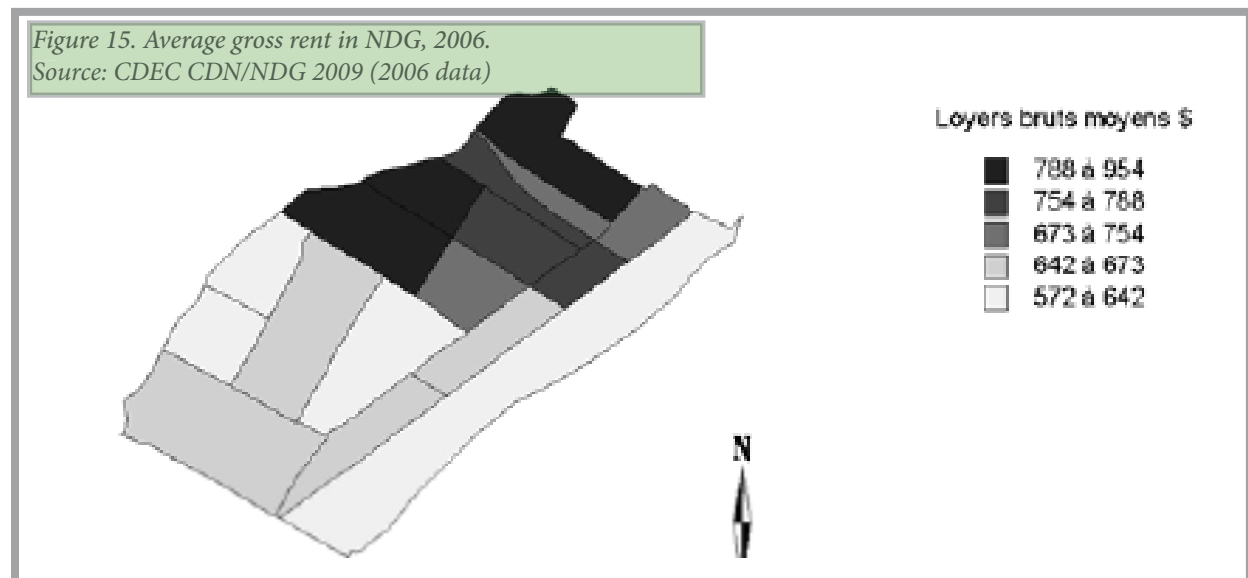 Figure 15. Average gross rent in NDG, 2006.
Source: CDEC CDN/NDG 2009 (2006 data)
Loyers bruts moyens $
788 à 954
754 à 788
673 à 754
642 à 673
572 à 642
N